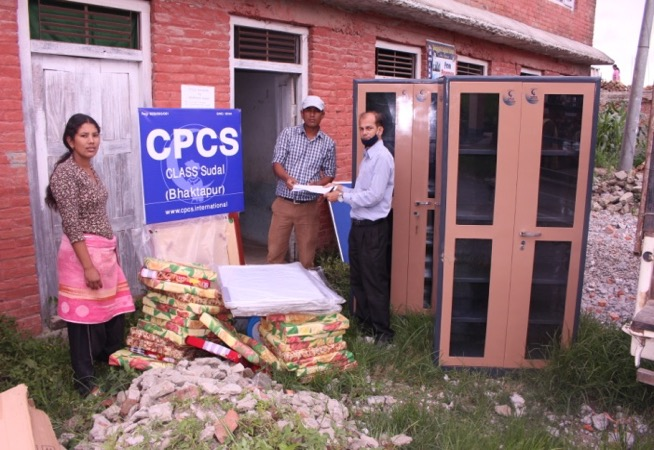 CPCS
CLASS Sudal
(Bhaktapur)
www.cpcs.international